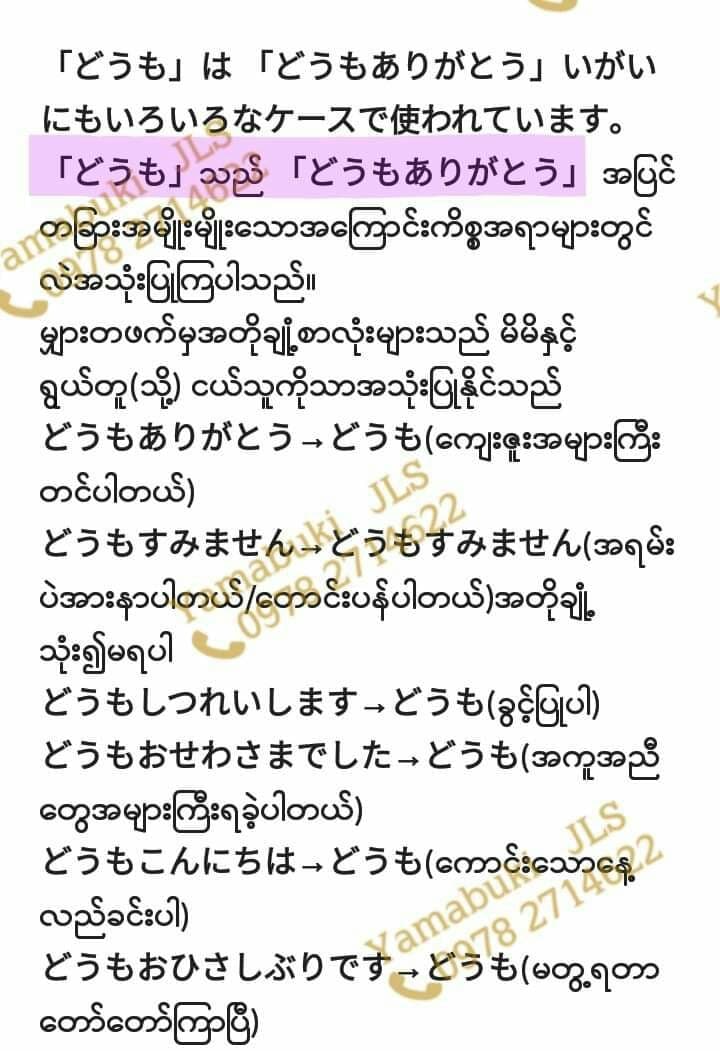 「どうも」は 「どうもありがとう」いがい
にもいろいろなケースで使われています。
「どうも」သည် 「どうもありがとう」 အပြင်
တခြားအမျိုးမျိုးသောအကြောင်းကိစ္စအရာများတွင်
လဲအသုံးပြုကြပါသည်။
မျှားတဖက်မှအတိုချုံ့စာလုံးများသည် မိမိနှင့်
ရွယ်တူ(သို့) ငယ်သူကိုသာအသုံးပြုနိုင်သည်
どうもありがとう→どうも(ကျေးဇူးအများကြီး
တင်ပါတယ်)
どうもすみません→どうもすみません(အရမ်း
ပဲအားနာပါတယ်/တောင်းပန်ပါတယ်)အတိုချုံ့
သုံး၍မရပါ
どうもしつれいします→どうも(ခွင့်ပြုပါ)
どうもおせわさまでした→どうも(အကူအညီ
တွေအများကြီးရခဲ့ပါတယ်)
どうもこんにちは→どうも(ကောင်းသောနေ့
လည်ခင်းပါ)
どうもおひさしぶりです→どうも(မတွေ့ရတာ
တော်တော်ကြာပြီ)
Yamabuki JLS
0978 2714622
Yamabuki JLS
0978 2714622
Yamabuki JLS
0978 2714622